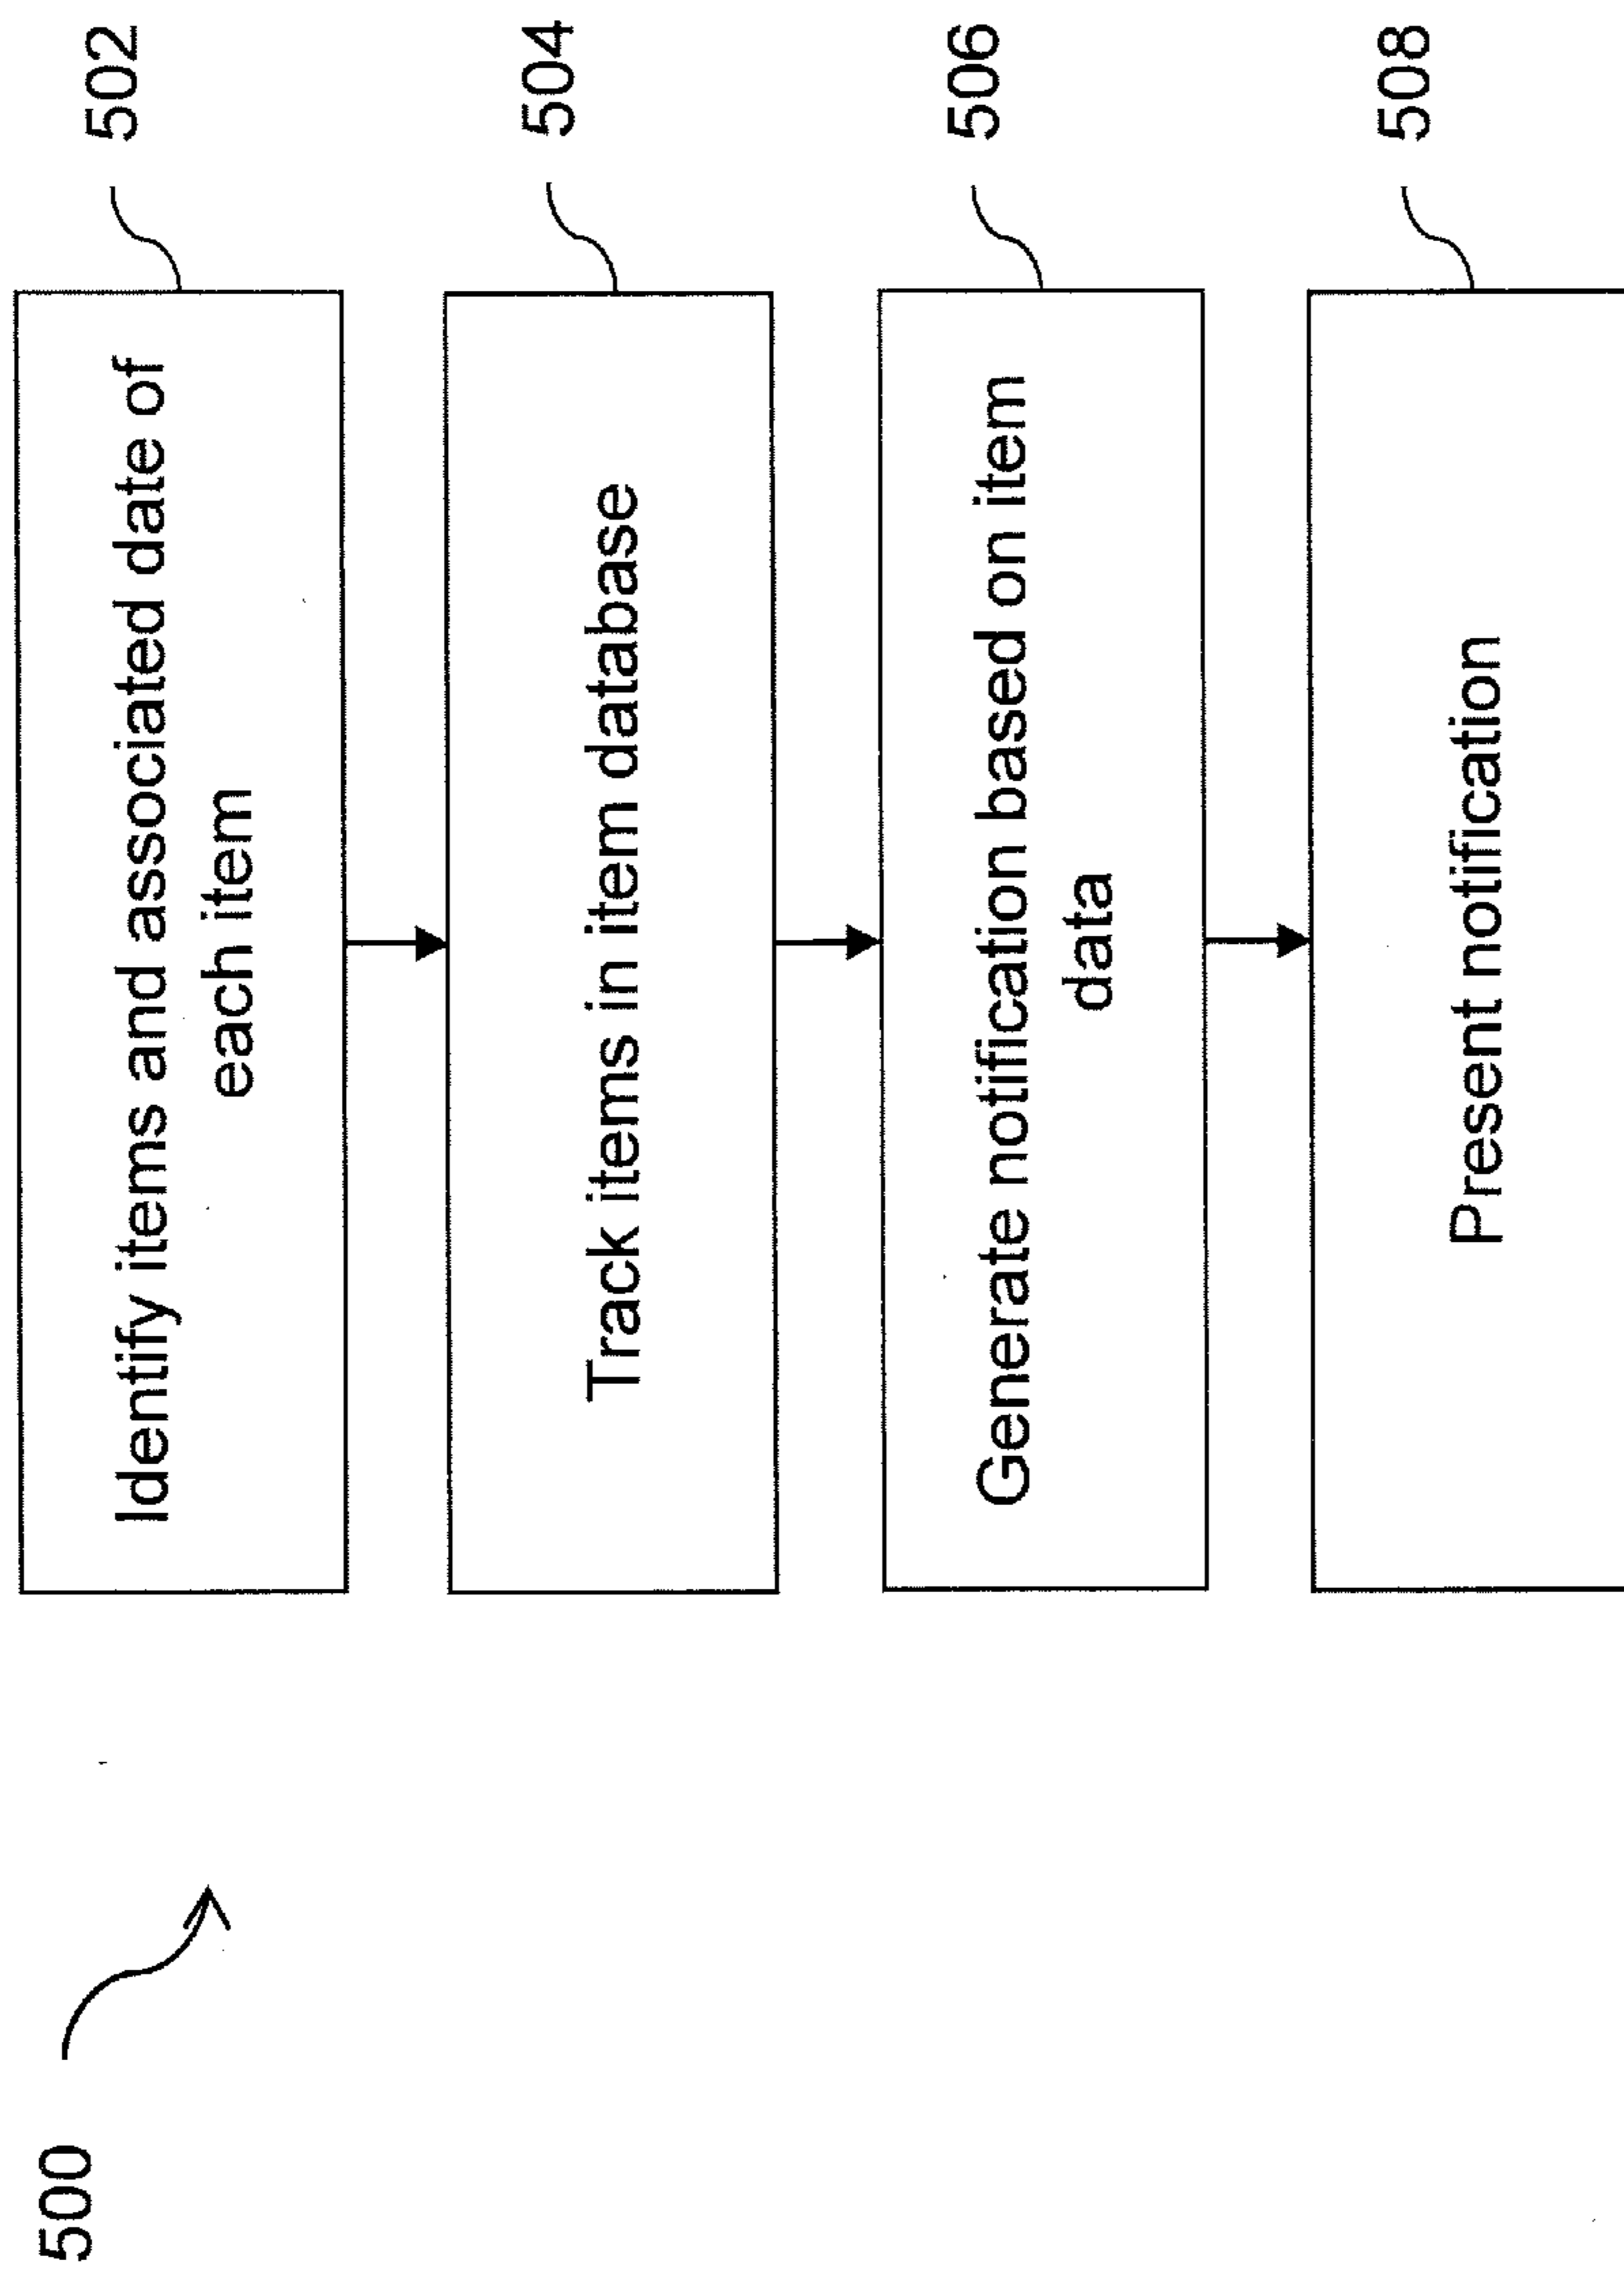 500
Identify items and associated date of
each item
502
Track items in item database
504
Generate notification based on item
data
506
Present notification
508